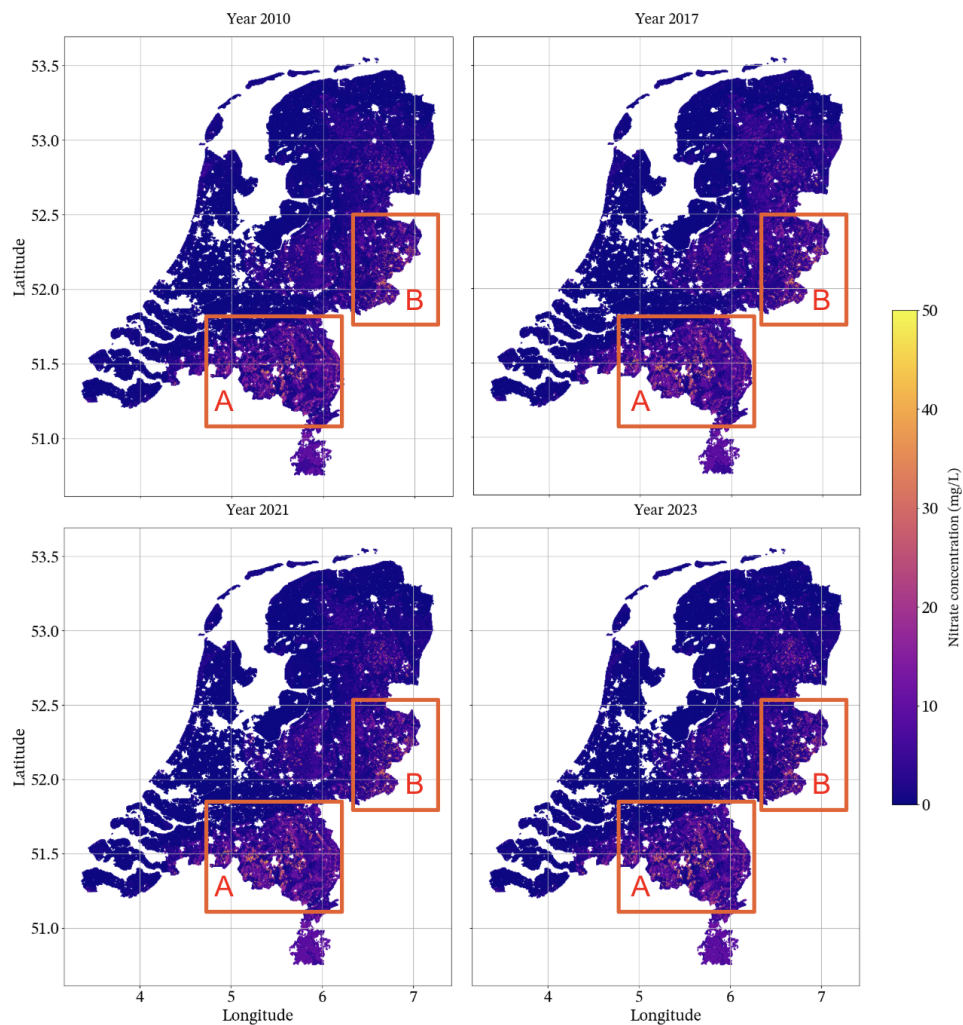 Year 2010
Year 2017
53.5
53.0
52.5
52.0
51.5
51.0
Latitude
A
B
A
B
Year 2021
Year 2023
53.5
53.0
52.5
52.0
51.5
51.0
Latitude
A
B
A
B
4 5 6 7
Longitude
4 5 6 7
Longitude
50
40
30
20
10
0
Nitrate concentration (mg/L)